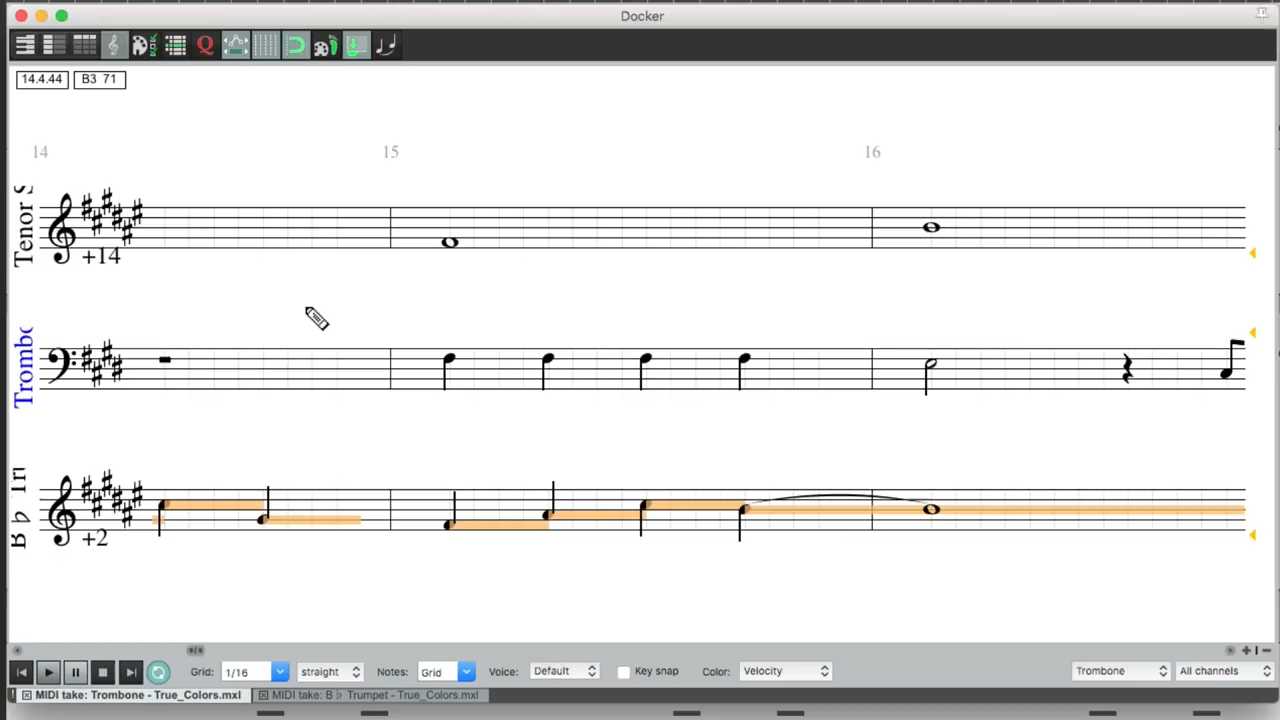 Docker
14.4.44 B3 71
14 15 16
Tenor S
+14
Trombo
B♭ Tri
+2
Grid: 1/16 straight Notes: Grid Voice: Default Key snap Color: Velocity Trombone All channels
MIDI take: Trombone - True_Colors.mxl MIDI take: B♭ Trumpet - True_Colors.mxl